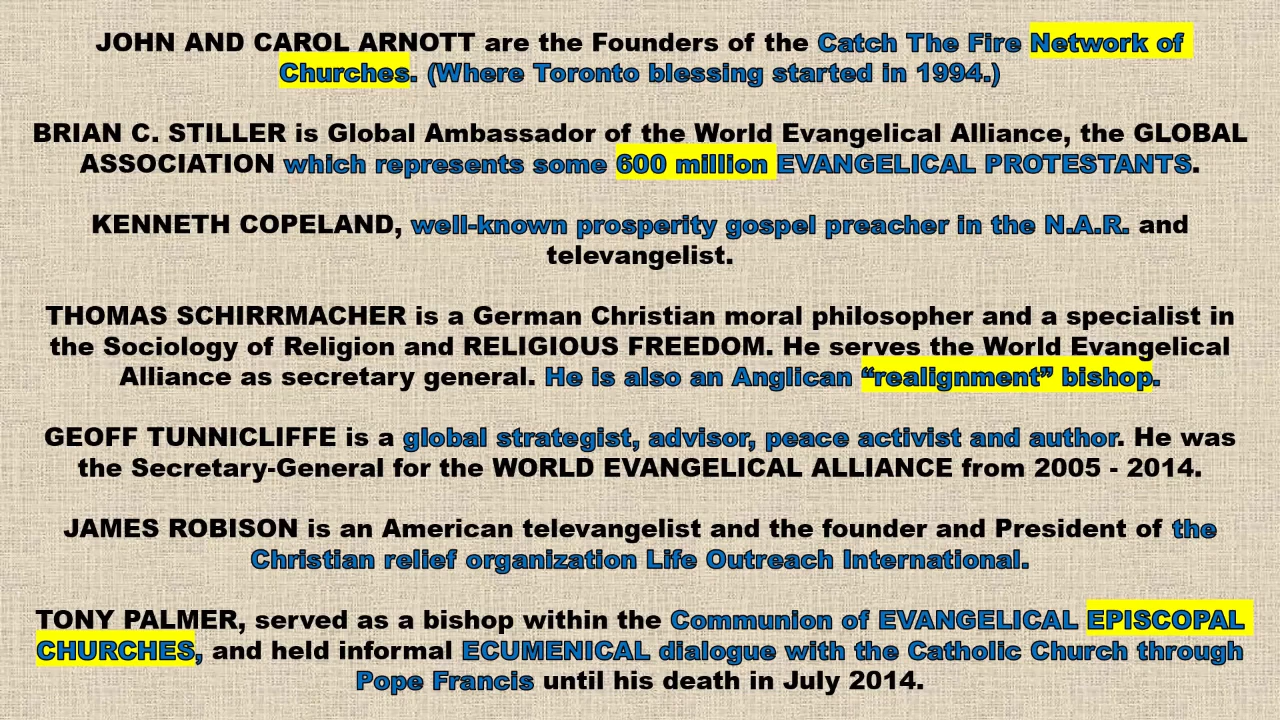 JOHN AND CAROL ARNOTT are the Founders of the Catch The Fire Network of
Churches. (Where Toronto blessing started in 1994.)
BRIAN C. STILLER is Global Ambassador of the World Evangelical Alliance, the GLOBAL
ASSOCIATION which represents some 600 million EVANGELICAL PROTESTANTS.
KENNETH COPELAND, well-known prosperity gospel preacher in the N.A.R. and
televangelist.
THOMAS SCHIRRMACHER is a German Christian moral philosopher and a specialist in
the Sociology of Religion and RELIGIOUS FREEDOM. He serves the World Evangelical
Alliance as secretary general. He is also an Anglican “realignment” bishop.
GEOFF TUNNICLIFFE is a global strategist, advisor, peace activist and author. He was
the Secretary-General for the WORLD EVANGELICAL ALLIANCE from 2005 - 2014.
JAMES ROBISON is an American televangelist and the founder and President of the
Christian relief organization Life Outreach International.
TONY PALMER, served as a bishop within the Communion of EVANGELICAL EPISCOPAL
CHURCHES, and held informal ECUMENICAL dialogue with the Catholic Church through
Pope Francis until his death in July 2014.